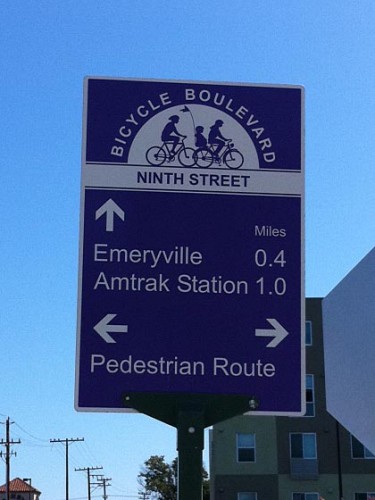 BICYCLE BOULEVARD
NINTH STREET
Miles
Emeryville 0.4
Amtrak Station 1.0
Pedestrian Route